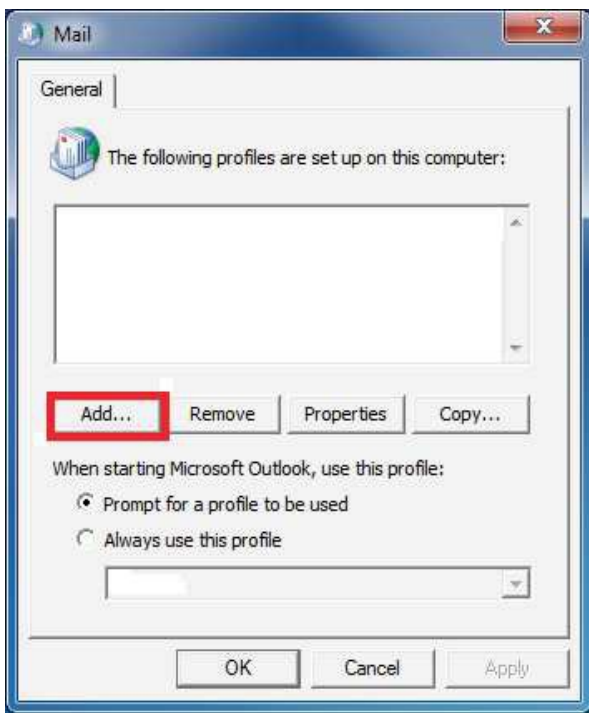 Mail
General
The following profiles are set up on this computer:
Add...
Remove
Properties
Copy...
When starting Microsoft Outlook, use this profile:
Prompt for a profile to be used
Always use this profile
OK
Cancel
Apply